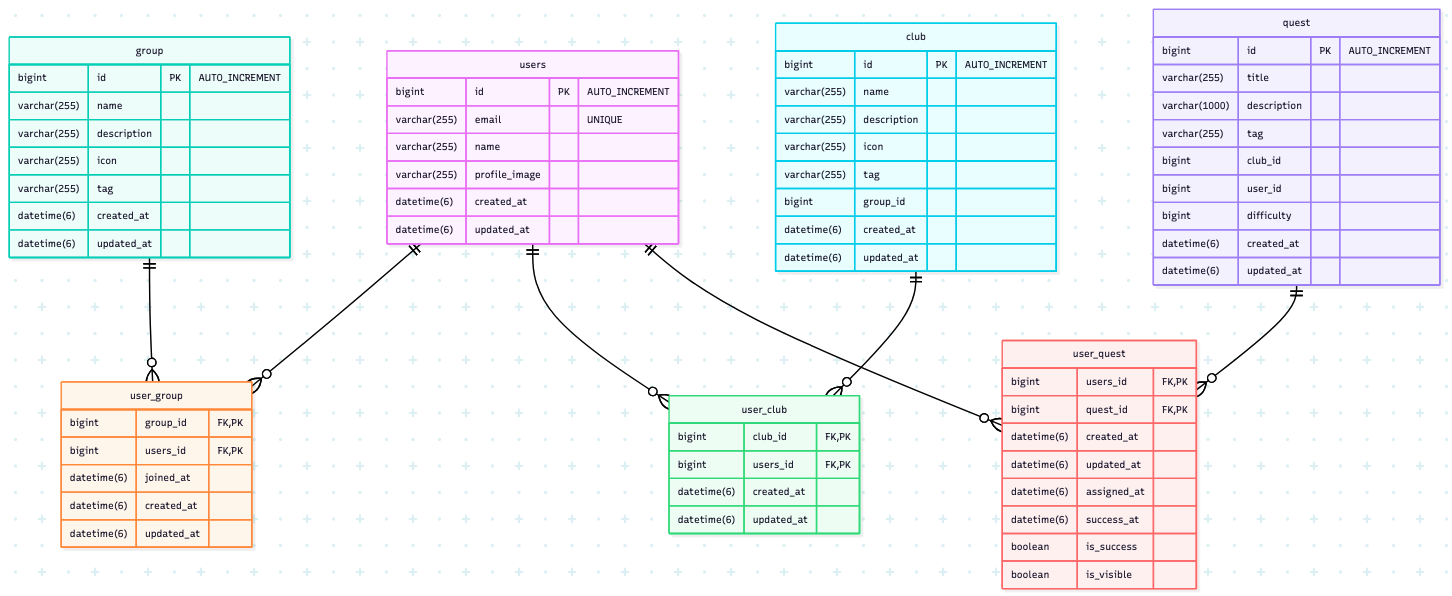 group
bigint id PK AUTO_INCREMENT
varchar(255) name
varchar(255) description
varchar(255) icon
varchar(255) tag
datetime(6) created_at
datetime(6) updated_at
users
bigint id PK AUTO_INCREMENT
varchar(255) email UNIQUE
varchar(255) name
varchar(255) profile_image
datetime(6) created_at
datetime(6) updated_at
club
bigint id PK AUTO_INCREMENT
varchar(255) name
varchar(255) description
varchar(255) icon
varchar(255) tag
bigint group_id
datetime(6) created_at
datetime(6) updated_at
quest
bigint id PK AUTO_INCREMENT
varchar(255) title
varchar(1000) description
varchar(255) tag
bigint club_id
bigint user_id
bigint difficulty
datetime(6) created_at
datetime(6) updated_at
user_group
bigint group_id FK,PK
bigint users_id FK,PK
datetime(6) joined_at
datetime(6) created_at
datetime(6) updated_at
user_club
bigint club_id FK,PK
bigint users_id FK,PK
datetime(6) created_at
datetime(6) updated_at
user_quest
bigint users_id FK,PK
bigint quest_id FK,PK
datetime(6) created_at
datetime(6) updated_at
datetime(6) assigned_at
datetime(6) success_at
boolean is_success
boolean is_visible